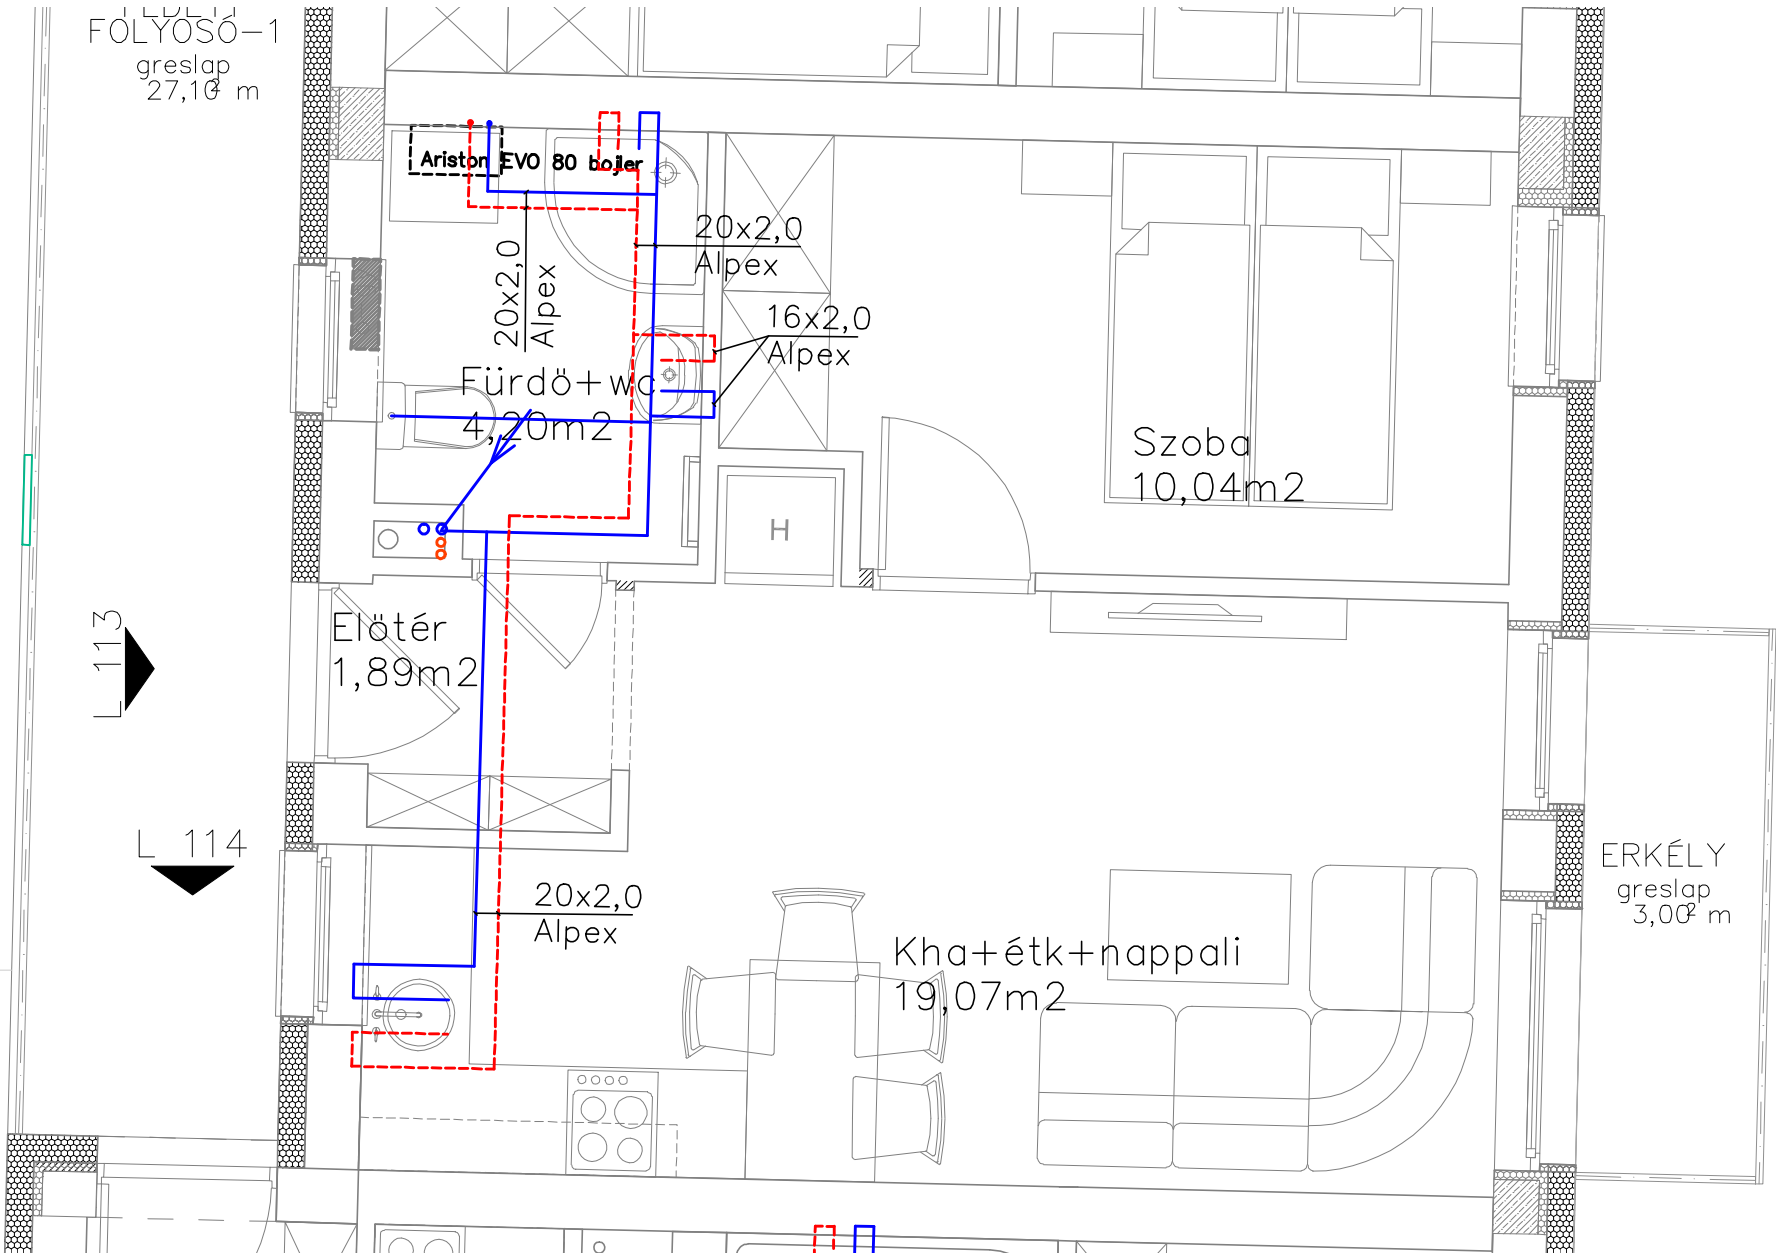 FOLYOSÓ-1
greslap
27,10 m2
Ariston EVO 80 bojler
20x2,0
Alpex
20x2,0
Alpex
16x2,0
Alpex
Fürdő+wc
4,20m2
Szoba
10,04m2
H
Előtér
1,89m2
L 113
L 114
20x2,0
Alpex
Kha+étk+nappali
19,07m2
ERKÉLY
greslap
3,00 m2